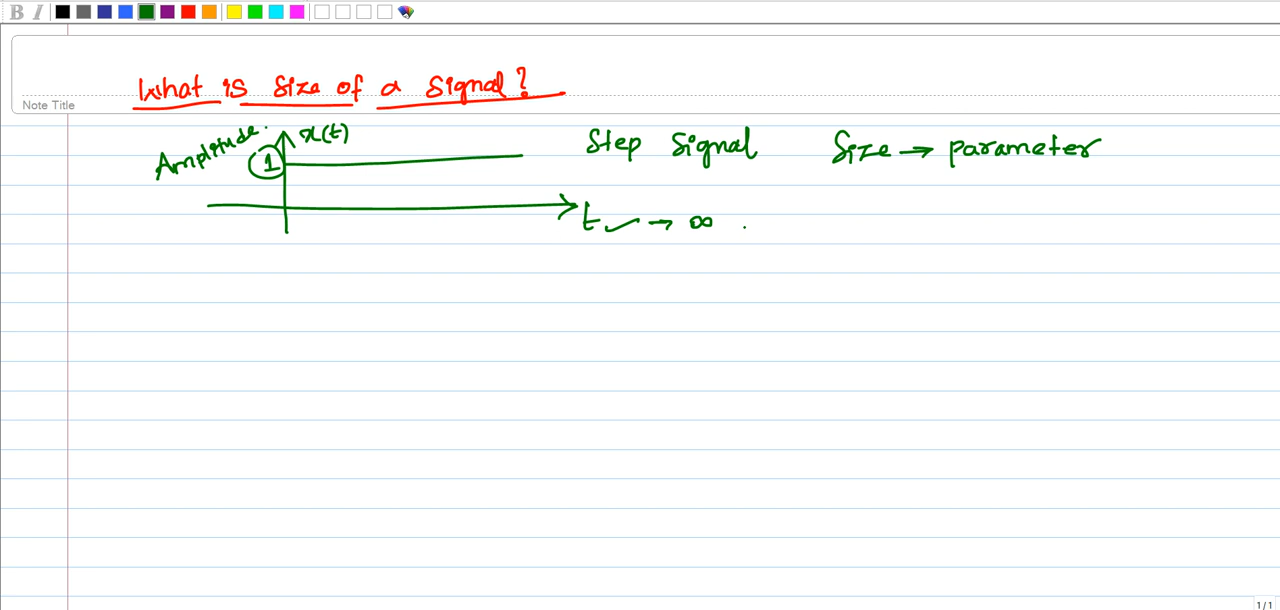 B I
What is size of a signal?
Note Title
Amplitude. 1 x(t) Step Signal Size → parameter
t ✓ → ∞ .
1/1